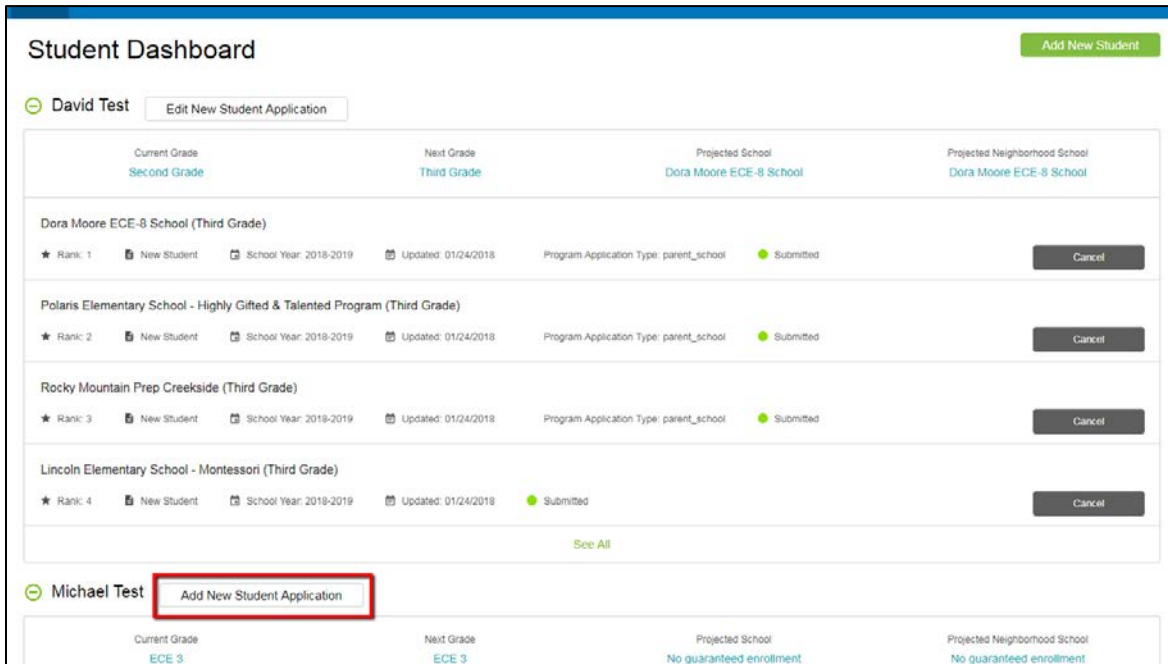 Student Dashboard
Add New Student
David Test
Edit New Student Application
Current Grade Next Grade Projected School Projected Neighborhood School
Second Grade Third Grade Dora Moore ECE-8 School Dora Moore ECE-8 School
Dora Moore ECE-8 School (Third Grade)
Rank: 1 New Student School Year: 2018-2019 Updated: 01/24/2018 Program Application Type: parent_school Submitted Cancel
Polaris Elementary School - Highly Gifted & Talented Program (Third Grade)
Rank: 2 New Student School Year: 2018-2019 Updated: 01/24/2018 Program Application Type: parent_school Submitted Cancel
Rocky Mountain Prep Creekside (Third Grade)
Rank: 3 New Student School Year: 2018-2019 Updated: 01/24/2018 Program Application Type: parent_school Submitted Cancel
Lincoln Elementary School - Montessori (Third Grade)
Rank: 4 New Student School Year: 2018-2019 Updated: 01/24/2018 Submitted Cancel
See All
Michael Test Add New Student Application
Current Grade Next Grade Projected School Projected Neighborhood School
ECE 3 ECE 3 No guaranteed enrollment No guaranteed enrollment